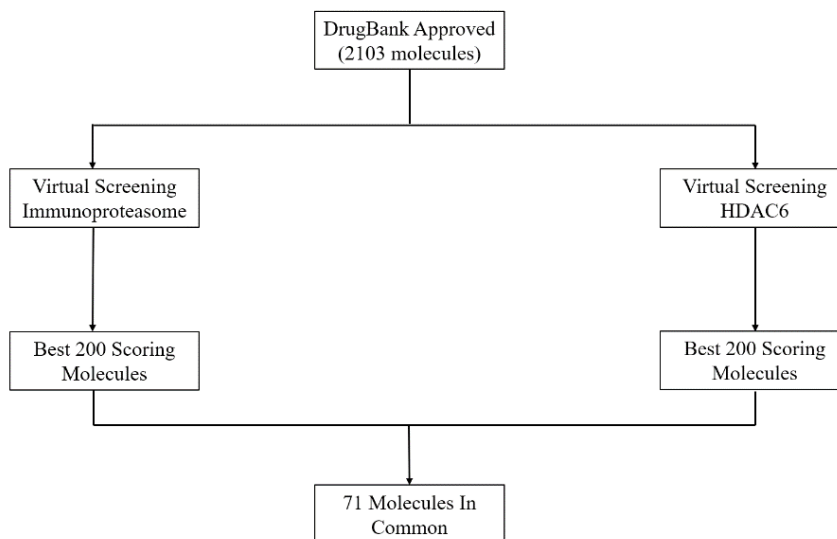 DrugBank Approved
(2103 molecules)
Virtual Screening
Immunoproteasome
Virtual Screening
HDAC6
Best 200 Scoring
Molecules
Best 200 Scoring
Molecules
71 Molecules In
Common